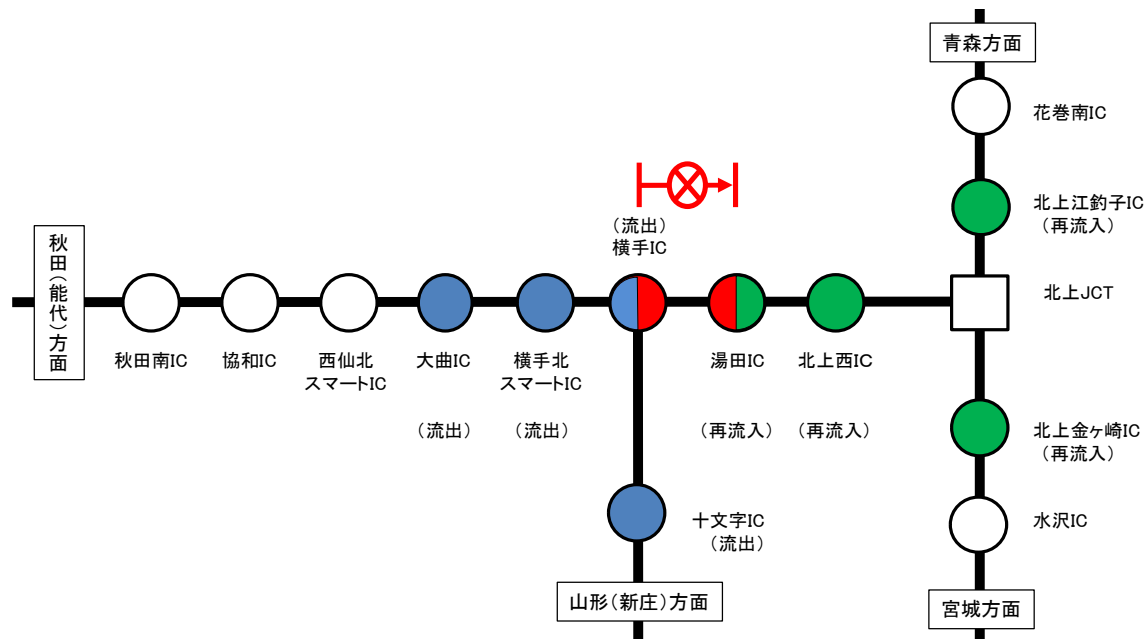 青森方面
花巻南IC
北上江釣子IC
（再流入）
（流出）
横手IC
秋田（能代）方面
北上JCT
秋田南IC
協和IC
西仙北
スマートIC
大曲IC
横手北
スマートIC
湯田IC
北上西IC
（流出）
（流出）
（再流入）
（再流入）
北上金ヶ崎IC
（再流入）
十文字IC
（流出）
水沢IC
山形（新庄）方面
宮城方面